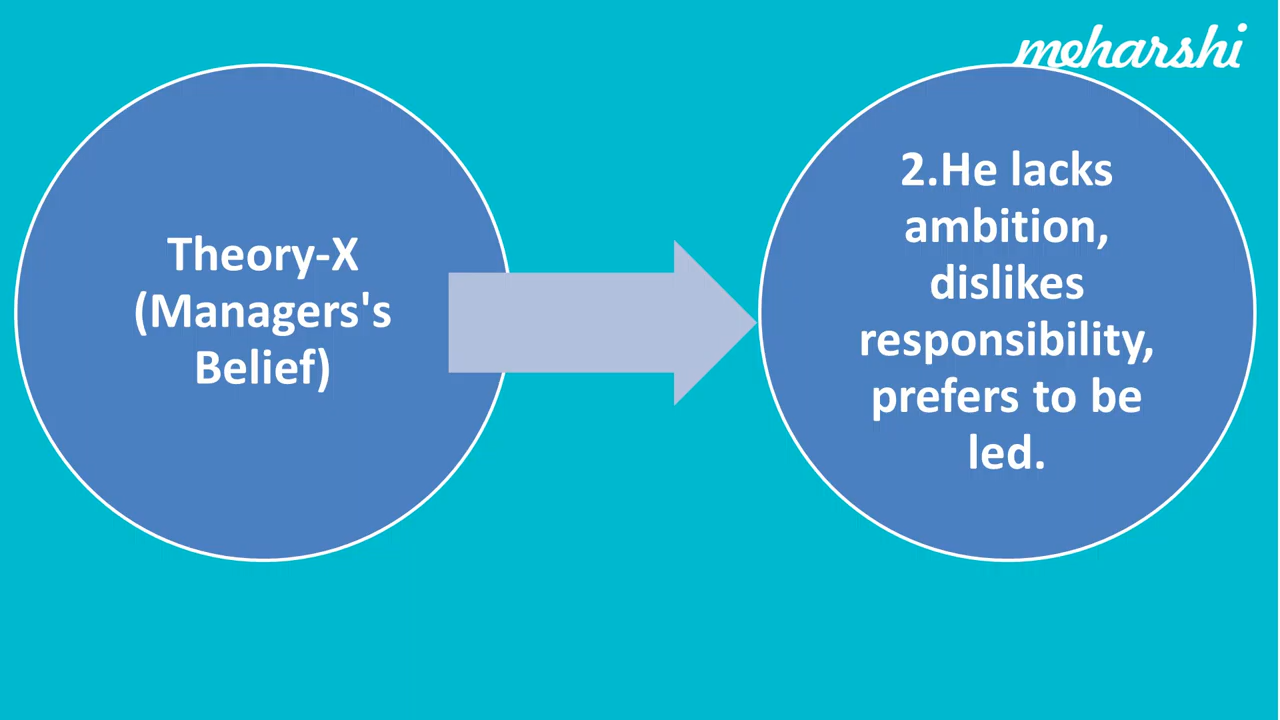 meharshi
Theory-X
(Managers's
Belief)
2.He lacks
ambition,
dislikes
responsibility,
prefers to be
led.